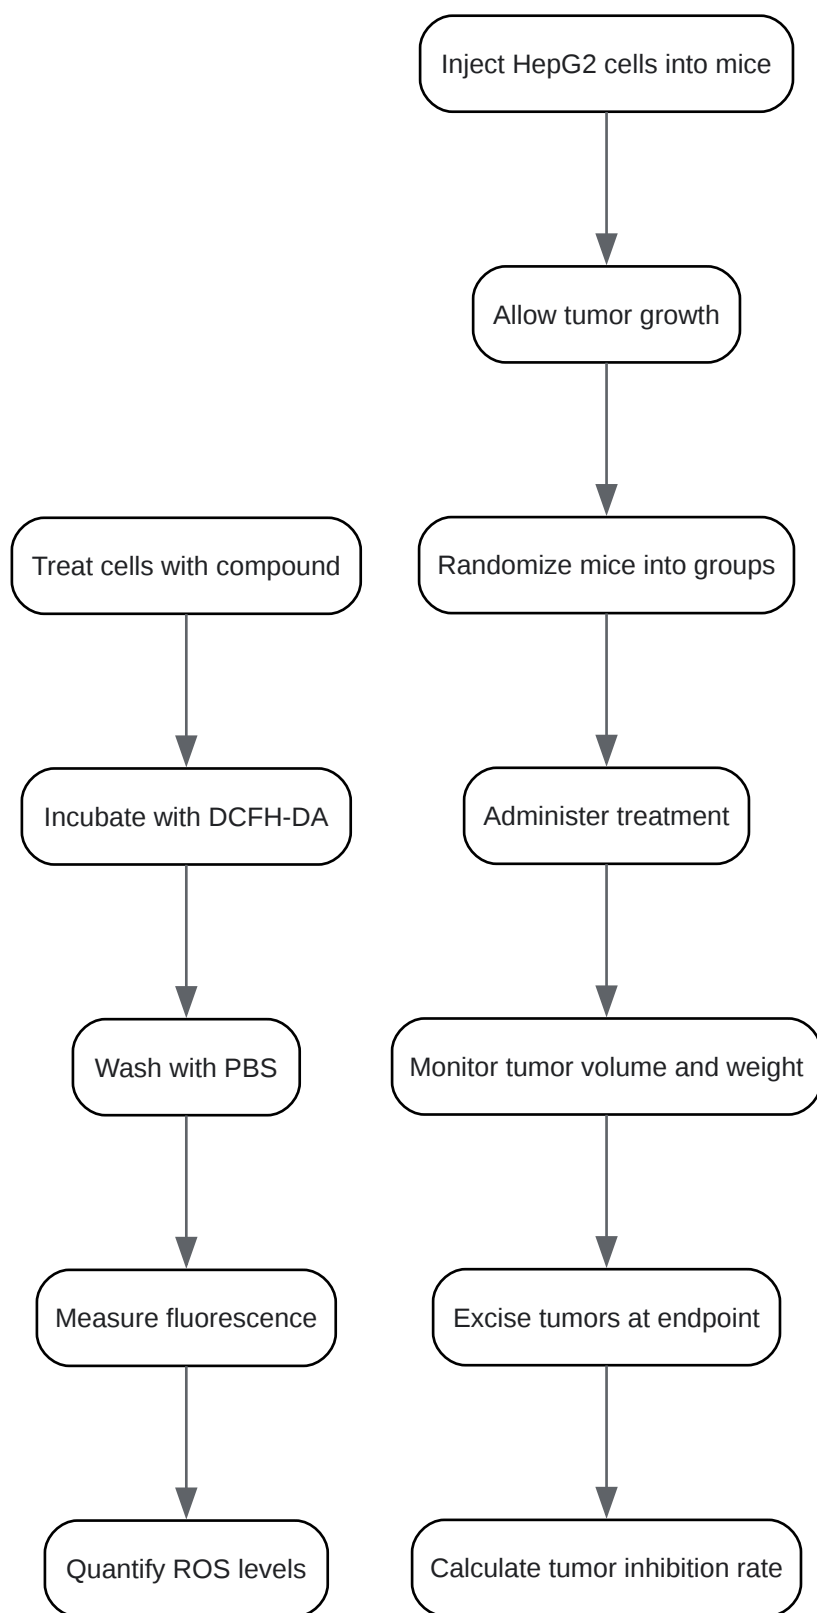 Inject HepG2 cells into mice
Allow tumor growth
Randomize mice into groups
Administer treatment
Monitor tumor volume and weight
Excise tumors at endpoint
Calculate tumor inhibition rate
Treat cells with compound
Incubate with DCFH-DA
Wash with PBS
Measure fluorescence
Quantify ROS levels